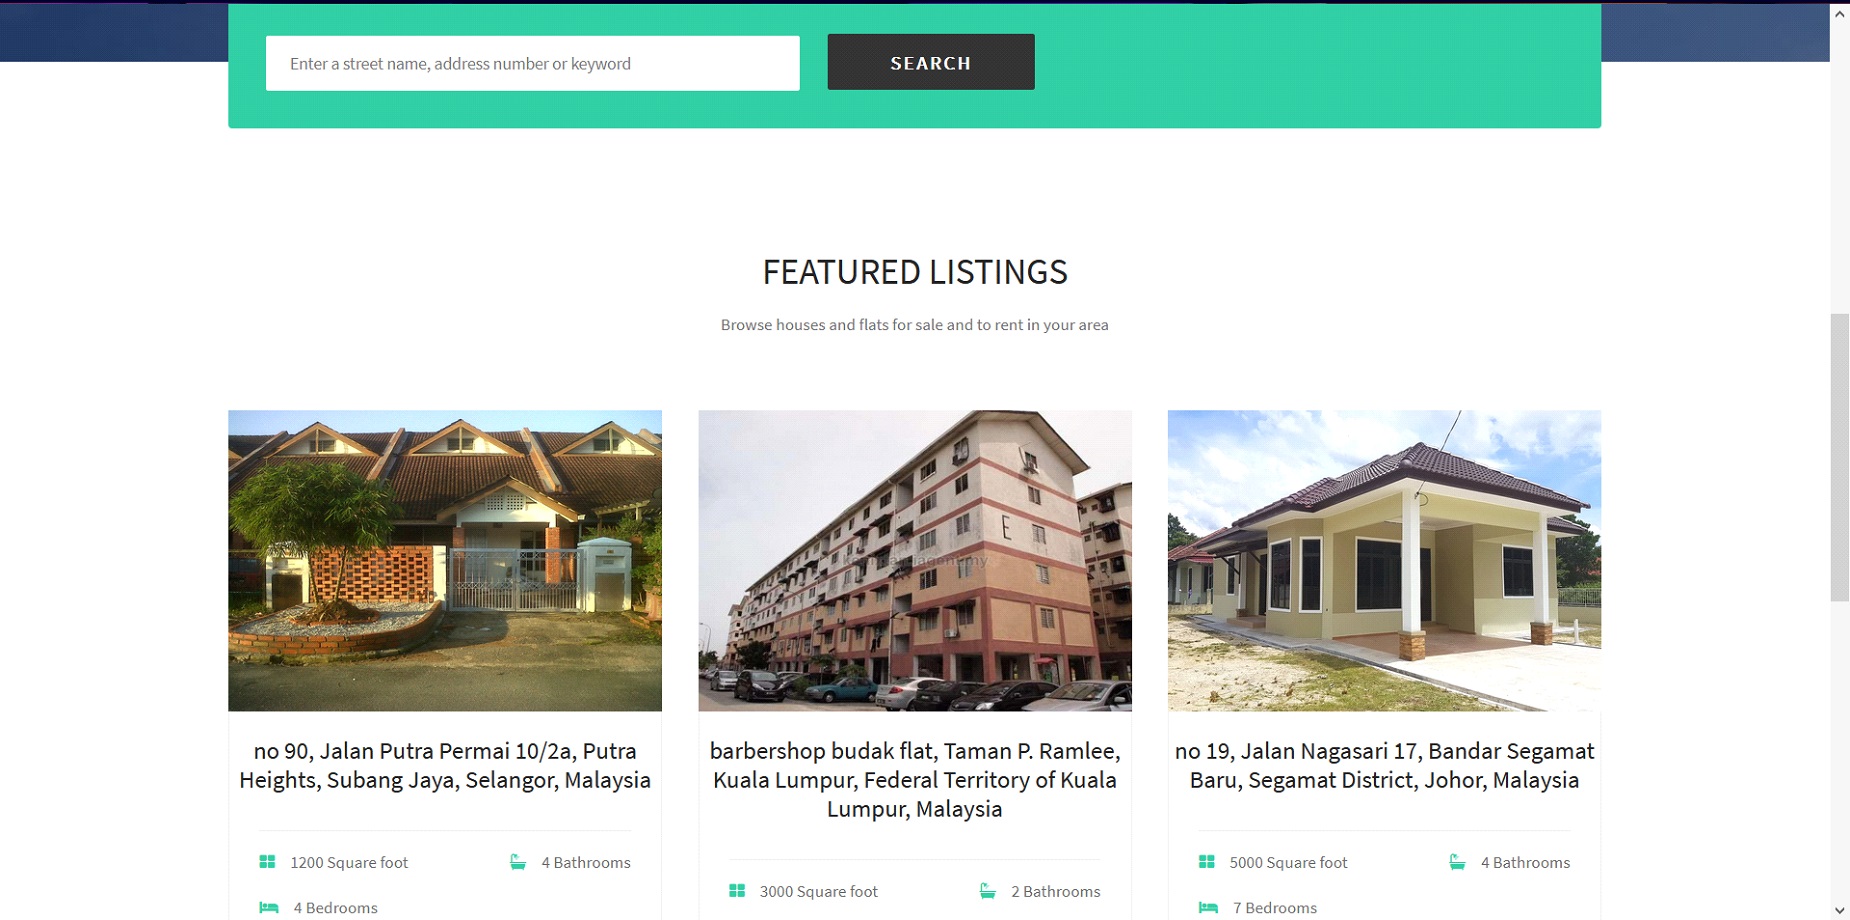 Enter a street name, address number or keyword
SEARCH
FEATURED LISTINGS
Browse houses and flats for sale and to rent in your area
E
no 90, Jalan Putra Permai 10/2a, Putra
Heights, Subang Jaya, Selangor, Malaysia
barbershop budak flat, Taman P. Ramlee,
Kuala Lumpur, Federal Territory of Kuala
Lumpur, Malaysia
no 19, Jalan Nagasari 17, Bandar Segamat
Baru, Segamat District, Johor, Malaysia
1200 Square foot
4 Bathrooms
4 Bedrooms
3000 Square foot
2 Bathrooms
5000 Square foot
4 Bathrooms
7 Bedrooms